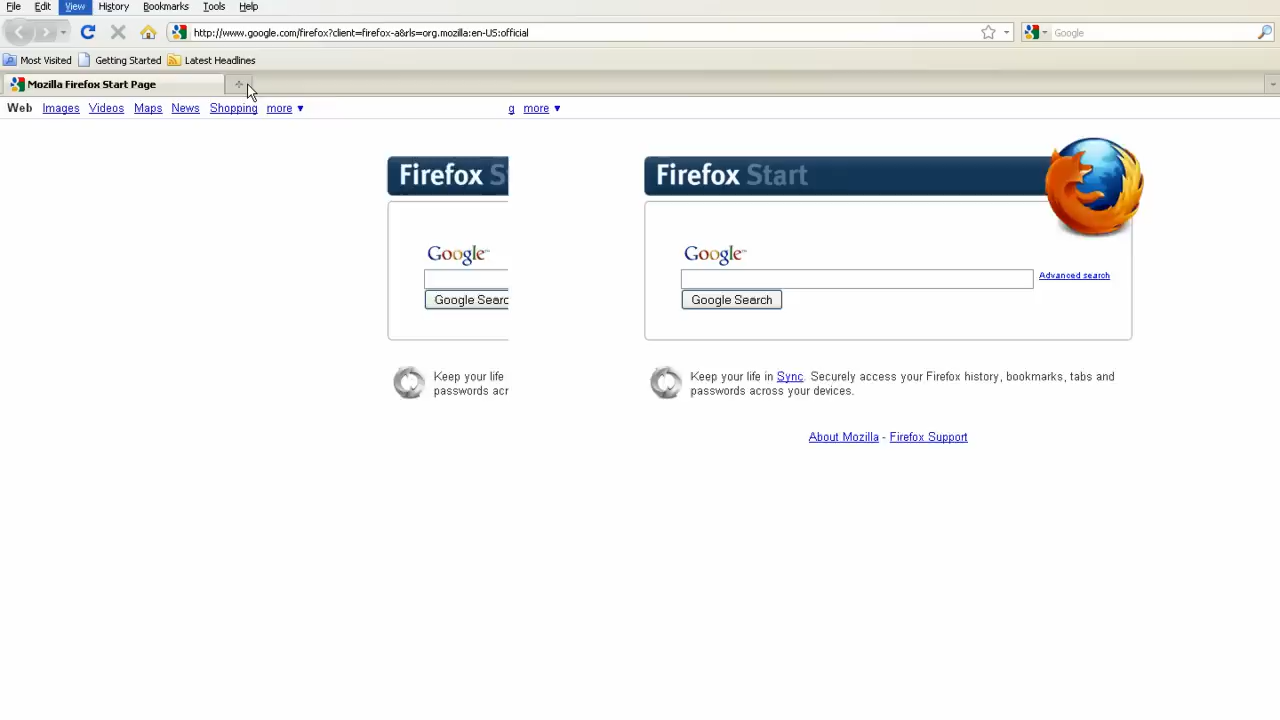 File Edit View History Bookmarks Tools Help
http://www.google.com/firefox?client=firefox-a&rls=org.mozilla:en-US:official
Google
Most Visited Getting Started Latest Headlines
Mozilla Firefox Start Page
Web Images Videos Maps News Shopping more ▼ g more ▼
Firefox S Firefox Start
Google™ Google™
Advanced search
Google Searc Google Search
Keep your life Keep your life in Sync. Securely access your Firefox history, bookmarks, tabs and
passwords acr passwords across your devices.
About Mozilla - Firefox Support